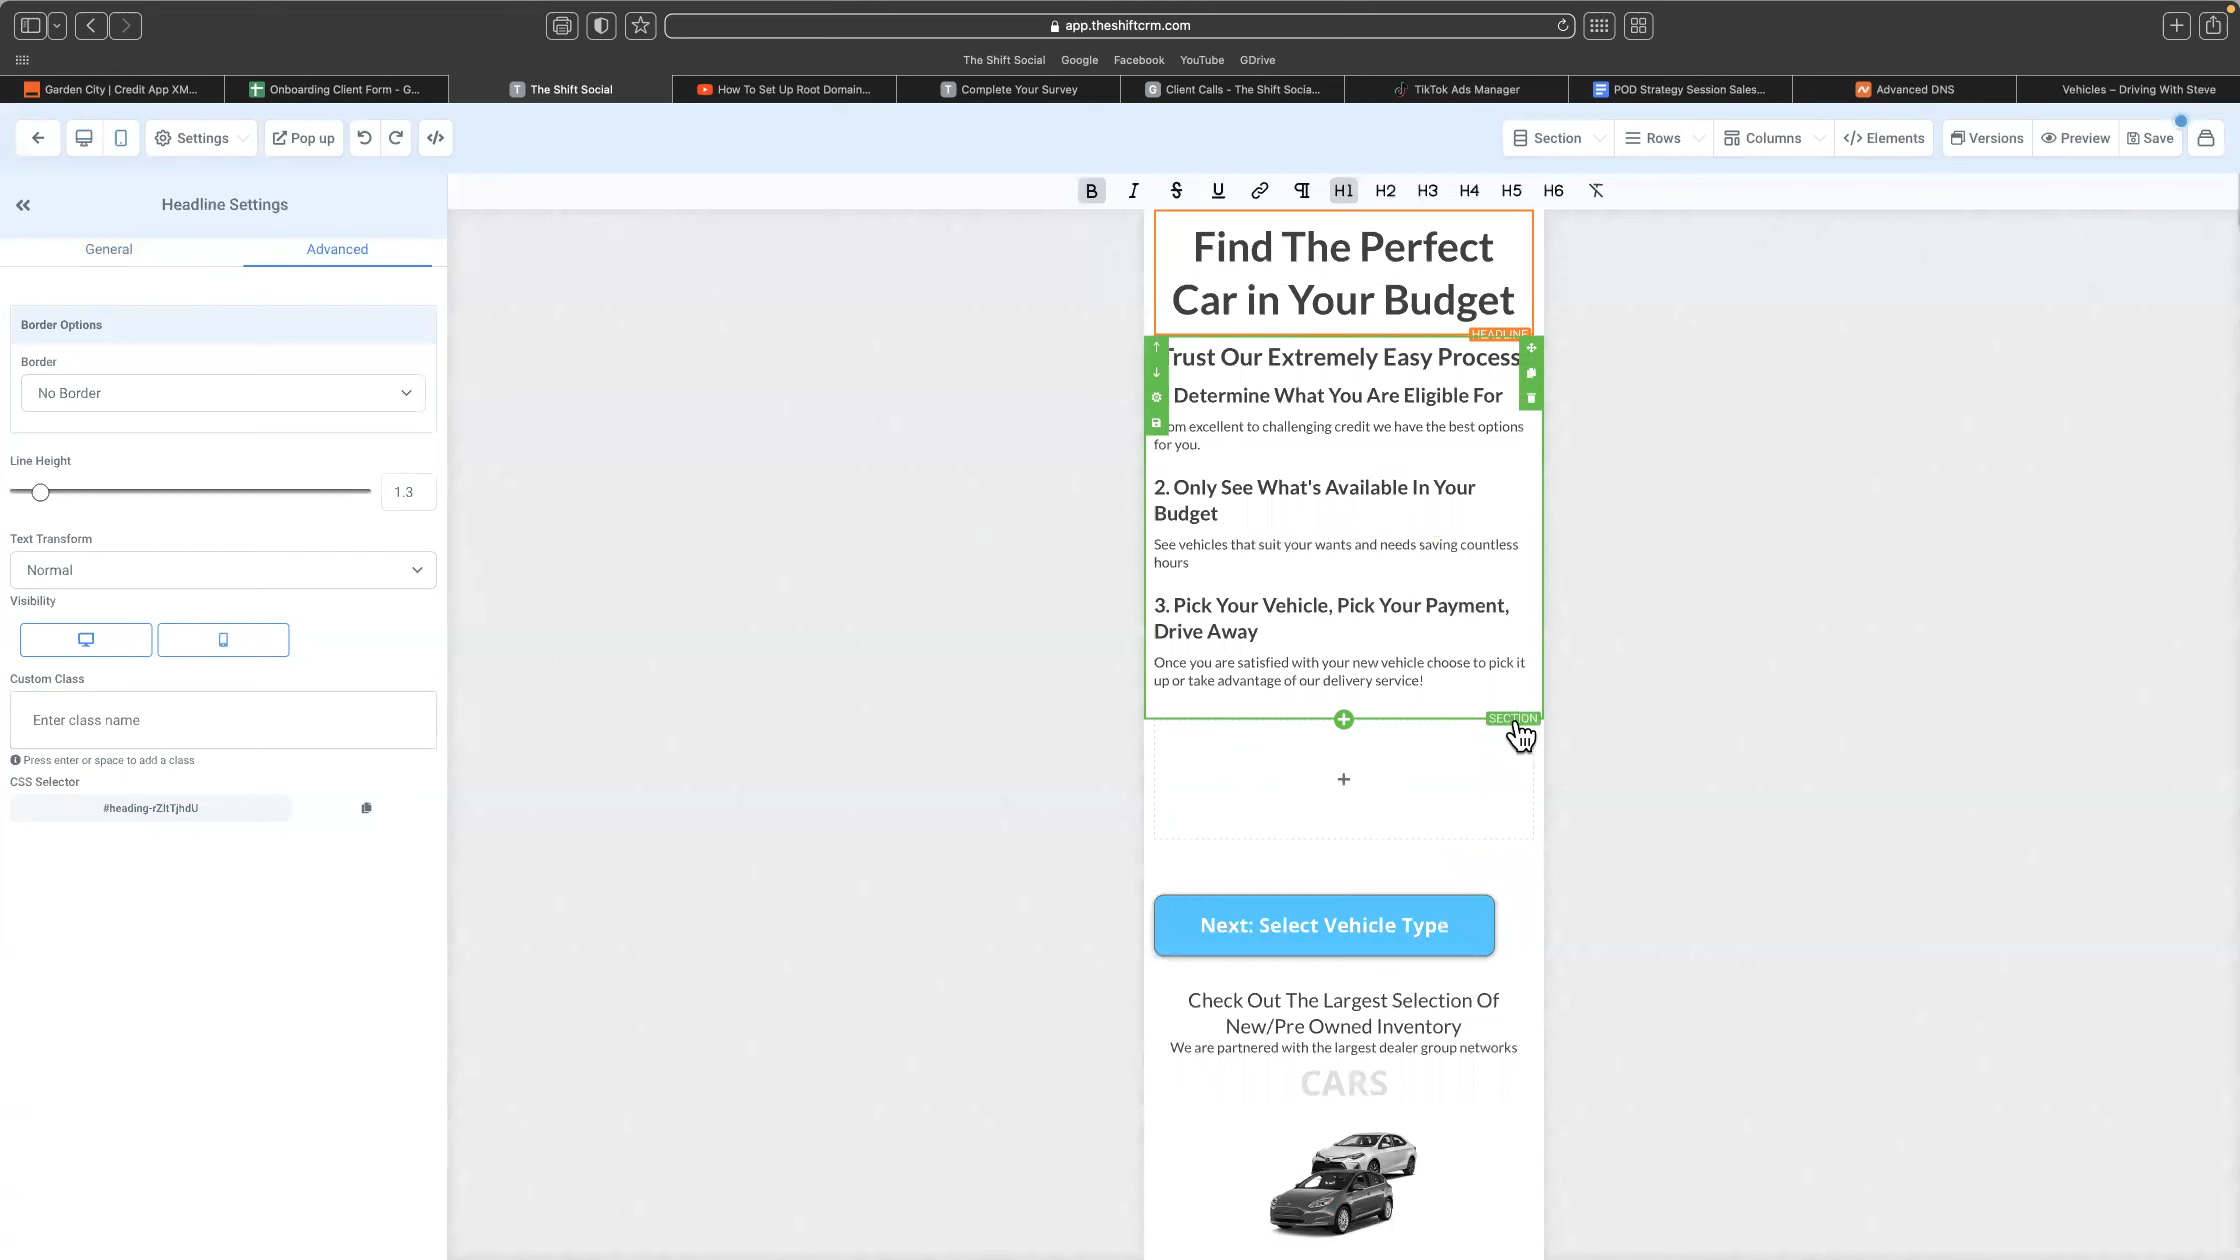 app.theshiftcrm.com
The Shift Social
Google
Facebook
YouTube
GDrive
Garden City | Credit App XM...
Onboarding Client Form - G...
The Shift Social
How To Set Up Root Domain...
Complete Your Survey
Client Calls - The Shift Socia...
TikTok Ads Manager
POD Strategy Session Sales...
Advanced DNS
Vehicles – Driving With Steve
Settings
Pop up
Section
Rows
Columns
Elements
Versions
Preview
Save
B I S U H1 H2 H3 H4 H5 H6
Headline Settings
General
Advanced
Border Options
Border
No Border
Line Height
1.3
Text Transform
Normal
Visibility
Custom Class
Enter class name
Press enter or space to add a class
CSS Selector
Find The Perfect
Car in Your Budget
HEADLINE
Trust Our Extremely Easy Process
Determine What You Are Eligible For
excellent to challenging credit we have the best options
for you.
2. Only See What's Available In Your
Budget
See vehicles that suit your wants and needs saving countless
hours
3. Pick Your Vehicle, Pick Your Payment,
Drive Away
Once you are satisfied with your new vehicle choose to pick it
up or take advantage of our delivery service!
SECTION
Next: Select Vehicle Type
Check Out The Largest Selection Of
New/Pre Owned Inventory
We are partnered with the largest dealer group networks
CARS